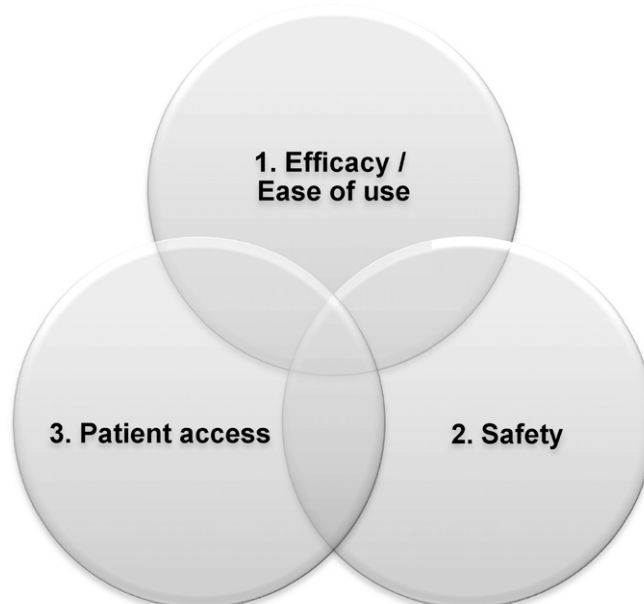 1. Efficacy /
Ease of use
3. Patient access
2. Safety